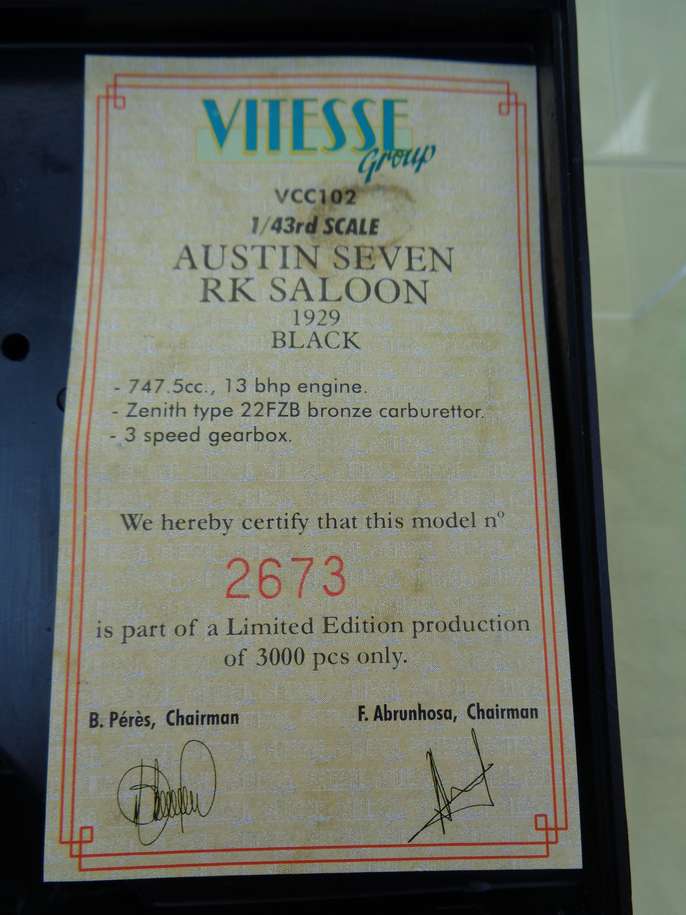 VITESSE
Group
VCC102
1/43rd SCALE
AUSTIN SEVEN
RK SALOON
1929
BLACK
- 747.5cc., 13 bhp engine.
- Zenith type 22FZB bronze carburettor.
- 3 speed gearbox.
We hereby certify that this model nº
2673
is part of a Limited Edition production
of 3000 pcs only.
B. Pérès, Chairman
F. Abrunhosa, Chairman